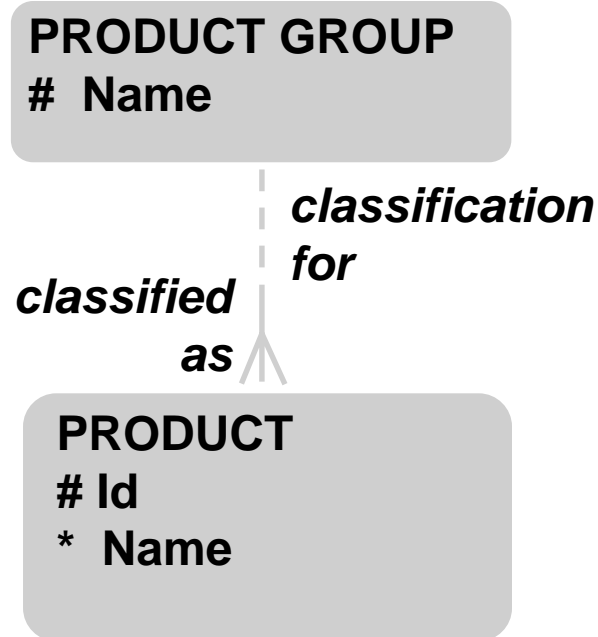 PRODUCT GROUP
# Name
classification
for
classified
as
PRODUCT
# Id
* Name